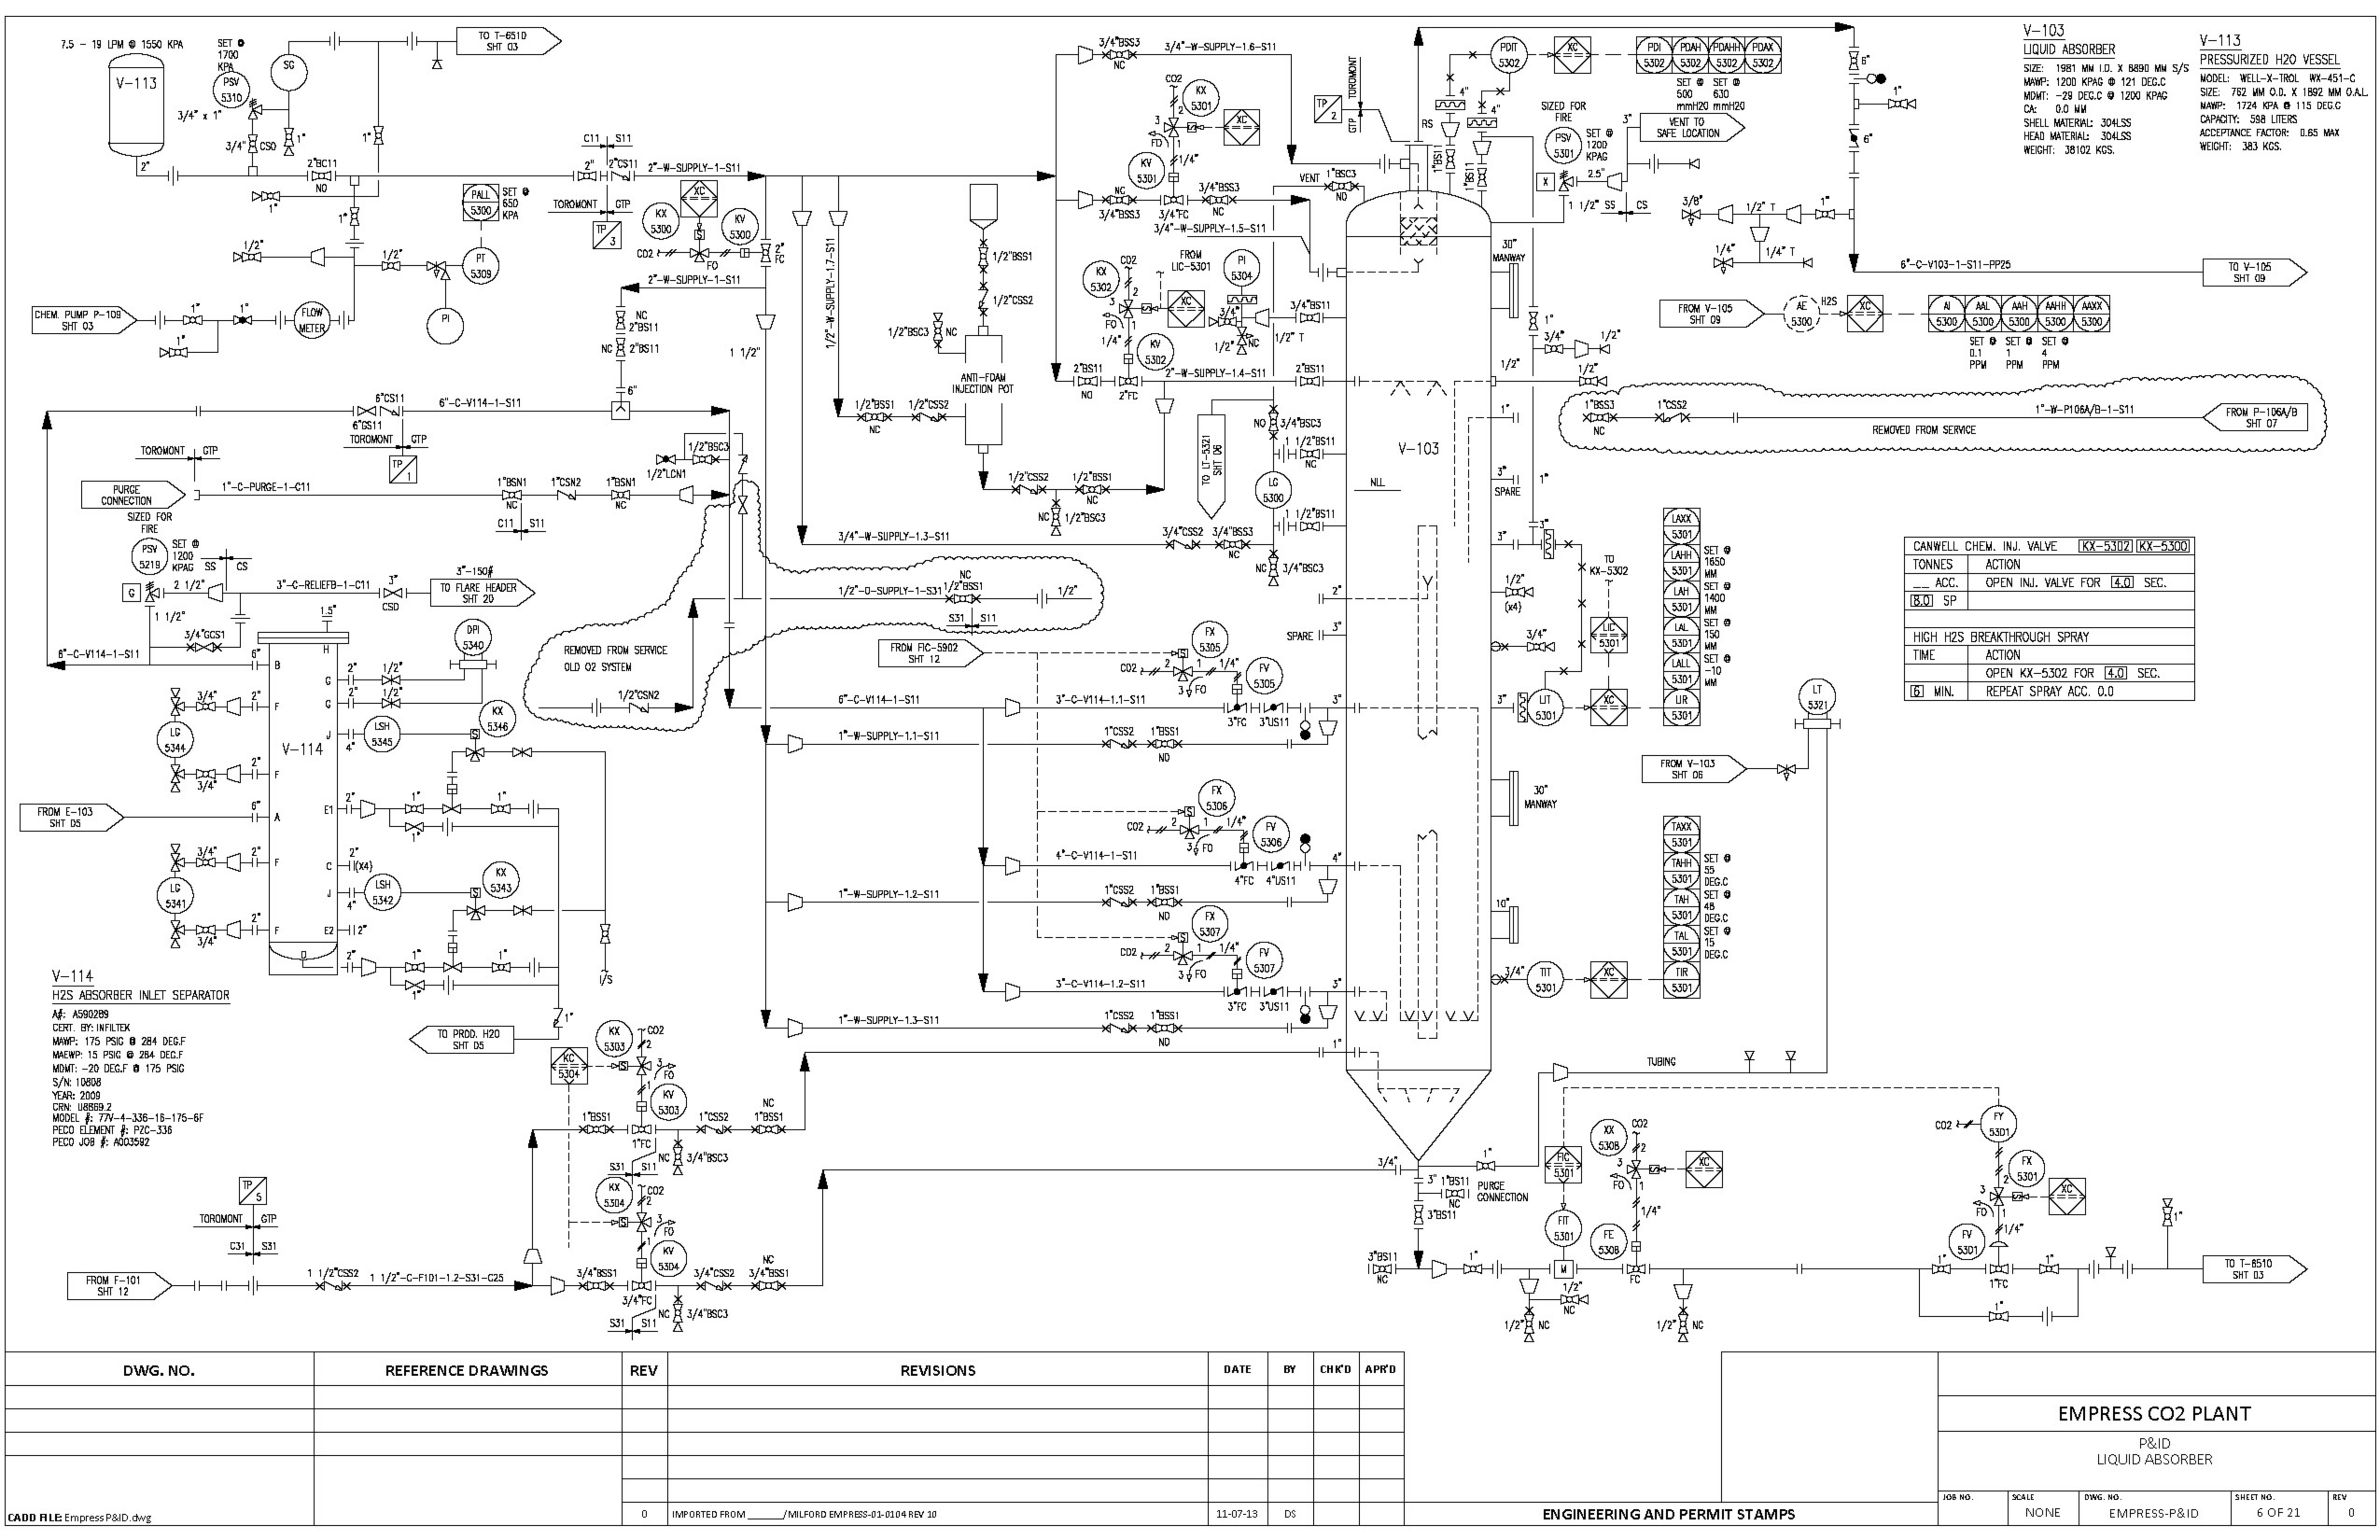 7.5 - 19 LPM @ 1550 KPA
V-113
2"
SET @
1700
KPA
PSV
5310
3/4" x 1"
SG
3/4"
CSO
1"
1"
TO T-6510
SHT 03
2"BC11
NO
1"
1"
1/2"
1/2"
PALL
5300
SET @
650
KPA
PT
5309
PI
CHEM. PUMP P-109
SHT 03
1"
1"
1"
FLOW
METER
C11
S11
2"
2"CS11
2"-W-SUPPLY-1-S11
TOROMONT
GTP
TP
3
XC
KX
5300
KV
5300
CO2
S
FO
2"
FC
2"-W-SUPPLY-1-S11
NC
2"BS11
NC
2"BS11
6"
1 1/2"
1/2"-W-SUPPLY-1.7-S11
1/2"BSS1
1/2"CSS2
1/2"BSC3
NC
ANTI-FOAM
INJECTION POT
1/2"BSS1
NC
1/2"CSS2
1/2"CSS2
1/2"BSS1
NC
NC
1/2"BSC3
3/4"BSS3
NC
3/4"-W-SUPPLY-1.6-S11
CO2
KX
5301
2
3
FO
XC
KV
5301
1/4"
NC
3/4"BSS3
3/4"FC
3/4"BSS3
NC
3/4"-W-SUPPLY-1.5-S11
VENT
1"BSC3
NO
TP
2
TOROMONT
GTP
RS
4"
4"
1"BS11
1"BS11
PDIT
5302
XC
PDI
5302
PDAH
5302
PDAHH
5302
PDAX
5302
SET @
500
mmH20
SET @
630
mmH20
SIZED FOR
FIRE
PSV
5301
SET @
1200
KPAG
X
2.5"
3"
VENT TO
SAFE LOCATION
1 1/2"
SS
CS
6"
1"
6"
3/8"
1/2" T
1"
1/4"
1/4" T
6"-C-V103-1-S11-PP25
TO V-105
SHT 09
V-103
LIQUID ABSORBER
SIZE: 1981 MM I.D. X 6890 MM S/S
MAWP: 1200 KPAG @ 121 DEG.C
MDMT: -29 DEG.C @ 1200 KPAG
CA: 0.0 MM
SHELL MATERIAL: 304LSS
HEAD MATERIAL: 304LSS
WEIGHT: 38102 KGS.
V-113
PRESSURIZED H2O VESSEL
MODEL: WELL-X-TROL WX-451-C
SIZE: 762 MM O.D. X 1892 MM O.A.L.
MAWP: 1724 KPA @ 115 DEG.C
CAPACITY: 598 LITERS
ACCEPTANCE FACTOR: 0.65 MAX
WEIGHT: 383 KGS.
FROM V-105
SHT 09
AE
5300
H2S
XC
AI
5300
AAL
5300
AAH
5300
AAHH
5300
AAXX
5300
SET @
0.1
PPM
SET @
1
PPM
SET @
4
PPM
CO2
KX
5302
FROM
LIC-5301
PI
5304
XC
2
3
FO
1
1/4"
KV
5302
3/4"
3/4"BS11
1/2"
NC
1/2" T
2"BS11
NO
2"FC
2"-W-SUPPLY-1.4-S11
2"BS11
30"
MANWAY
1"
3/4"
1/2"
1/2"
1/2"
1"
1"BSS3
NC
1"CSS2
1"-W-P106A/B-1-S11
REMOVED FROM SERVICE
FROM P-106A/B
SHT 07
V-103
NLL
3"
SPARE
1"
NO
3/4"BSC3
1 1/2"BS11
NC
LG
5300
1 1/2"BS11
TO LT-5321
SHT 06
3/4"CSS2
3/4"BSS3
NC
NC
3/4"BSC3
3/4"-W-SUPPLY-1.3-S11
6"CS11
6"GS11
6"-C-V114-1-S11
TOROMONT
GTP
TP
1
TOROMONT
GTP
PURGE
CONNECTION
1"-C-PURGE-1-C11
1"BSN1
NC
1"CSN2
1"BSN1
NC
C11
S11
1/2"BSC3
1/2"LCN1
SIZED FOR
FIRE
PSV
5219
SET @
1200
KPAG
SS
CS
G
2 1/2"
3"-C-RELIEFB-1-C11
3"
CSO
3"-150#
TO FLARE HEADER
SHT 20
1 1/2"
3/4"GCS1
1.5"
6"-C-V114-1-S11
6"
B
H
DPI
5340
2"
1/2"
G
2"
1/2"
G
3/4"
2"
F
LG
5344
J
4"
LSH
5345
S
KX
5346
V-114
3/4"
2"
F
FROM E-103
SHT 05
6"
A
E1
2"
1"
1"
1"
3/4"
2"
F
C
2"
(X4)
LG
5341
J
4"
LSH
5342
S
KX
5343
3/4"
2"
F
E2
2"
D
2"
1"
1"
1"
I/S
1"
TO PROD. H20
SHT 05
NC
1/2"-O-SUPPLY-1-S31
1/2"BSS1
1/2"
S31
S11
REMOVED FROM SERVICE
OLD O2 SYSTEM
1/2"CSN2
2"
SPARE
3"
FROM FIC-5902
SHT 12
FX
5305
CO2
2
1
1/4"
S
3
FO
FV
5305
6"-C-V114-1-S11
3"-C-V114-1.1-S11
3"FC
3"US11
3"
1"-W-SUPPLY-1.1-S11
1"CSS2
1"BSS1
NO
FX
5306
CO2
2
1
1/4"
S
3
FO
FV
5306
4"-C-V114-1-S11
4"FC
4"US11
4"
1"-W-SUPPLY-1.2-S11
1"CSS2
1"BSS1
NO
FX
5307
CO2
2
1
1/4"
S
3
FO
FV
5307
3"-C-V114-1.2-S11
3"FC
3"US11
3"
1"-W-SUPPLY-1.3-S11
1"CSS2
1"BSS1
NO
1"
3"
3"
1/2"
(x4)
3/4"
TO
KX-5302
LIC
5301
3"
LIT
5301
XC
LAXX
5301
LAHH
5301
SET @
1650
MM
LAH
5301
SET @
1400
MM
LAL
5301
SET @
150
MM
LALL
5301
SET @
-10
MM
LIR
5301
30"
MANWAY
10"
3/4"
TIT
5301
XC
TAXX
5301
TAHH
5301
SET @
55
DEG.C
TAH
5301
SET @
48
DEG.C
TAL
5301
SET @
15
DEG.C
TIR
5301
LT
5321
FROM V-103
SHT 06
TUBING
CANWELL CHEM. INJ. VALVE KX-5302 KX-5300
TONNES ACTION
__ ACC. OPEN INJ. VALVE FOR 4.0 SEC.
8.0 SP
HIGH H2S BREAKTHROUGH SPRAY
TIME ACTION
OPEN KX-5302 FOR 4.0 SEC.
6 MIN. REPEAT SPRAY ACC. 0.0
V-114
H2S ABSORBER INLET SEPARATOR
A#: A590289
CERT. BY: INFILTEK
MAWP: 175 PSIG @ 284 DEG.F
MAEWP: 15 PSIG @ 284 DEG.F
MDMT: -20 DEG.F @ 175 PSIG
S/N: 10808
YEAR: 2009
CRN: U8869.2
MODEL #: 77V-4-336-16-175-6F
PECO ELEMENT #: PZC-336
PECO JOB #: A003592
KX
5303
CO2
2
KC
5304
S
3
FO
1
KV
5303
1"BSS1
1"FC
1"CSS2
NC
1"BSS1
NC
3/4"BSC3
S31
S11
KX
5304
CO2
2
S
3
FO
1
KV
5304
3/4"BSS1
3/4"FC
3/4"CSS2
NC
3/4"BSS1
NC
3/4"BSC3
S31
S11
TP
5
TOROMONT
GTP
C31
S31
FROM F-101
SHT 12
1 1/2"CSS2
1 1/2"-C-F101-1.2-S31-C25
3/4"
1"
3"
1"BS11
NC
PURGE
CONNECTION
3"BS11
3"BS11
NC
1"
FIC
5301
FIT
5301
M
1/2"
NC
1/2"
NC
XX
5308
CO2
2
3
FO
1
XC
1/4"
FE
5308
FC
1/2"
NC
CO2
FY
5301
FX
5301
2
3
FO
1
XC
1/4"
FV
5301
1"
1"FC
1"
1"
1"
TO T-6510
SHT 03
DWG. NO. REFERENCE DRAWINGS REV REVISIONS DATE BY CHK'D APR'D
0 IMPORTED FROM ______/MILFORD EMPRESS-01-0104 REV 10 11-07-13 DS
CADD FILE: Empress P&ID.dwg
ENGINEERING AND PERMIT STAMPS
EMPRESS CO2 PLANT
P&ID
LIQUID ABSORBER
JOB NO. SCALE DWG. NO. SHEET NO. REV
NONE EMPRESS-P&ID 6 OF 21 0